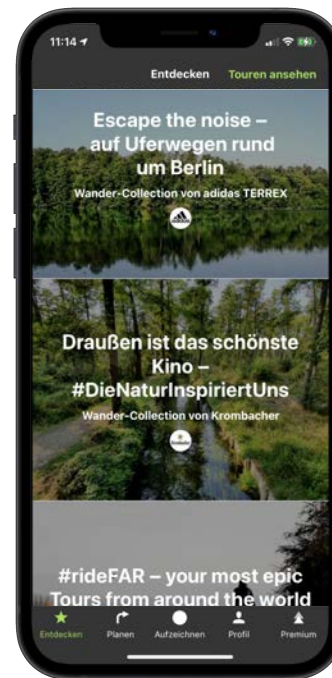 11:14
Entdecken Touren ansehen
Escape the noise –
auf Uferwegen rund
um Berlin
Wander-Collection von adidas TERREX
Draußen ist das schönste
Kino –
#DieNaturInspiriertUns
Wander-Collection von Krombacher
#rideFAR – your most epic
Tours from around the world
Entdecken Planen Aufzeichnen Profil Premium